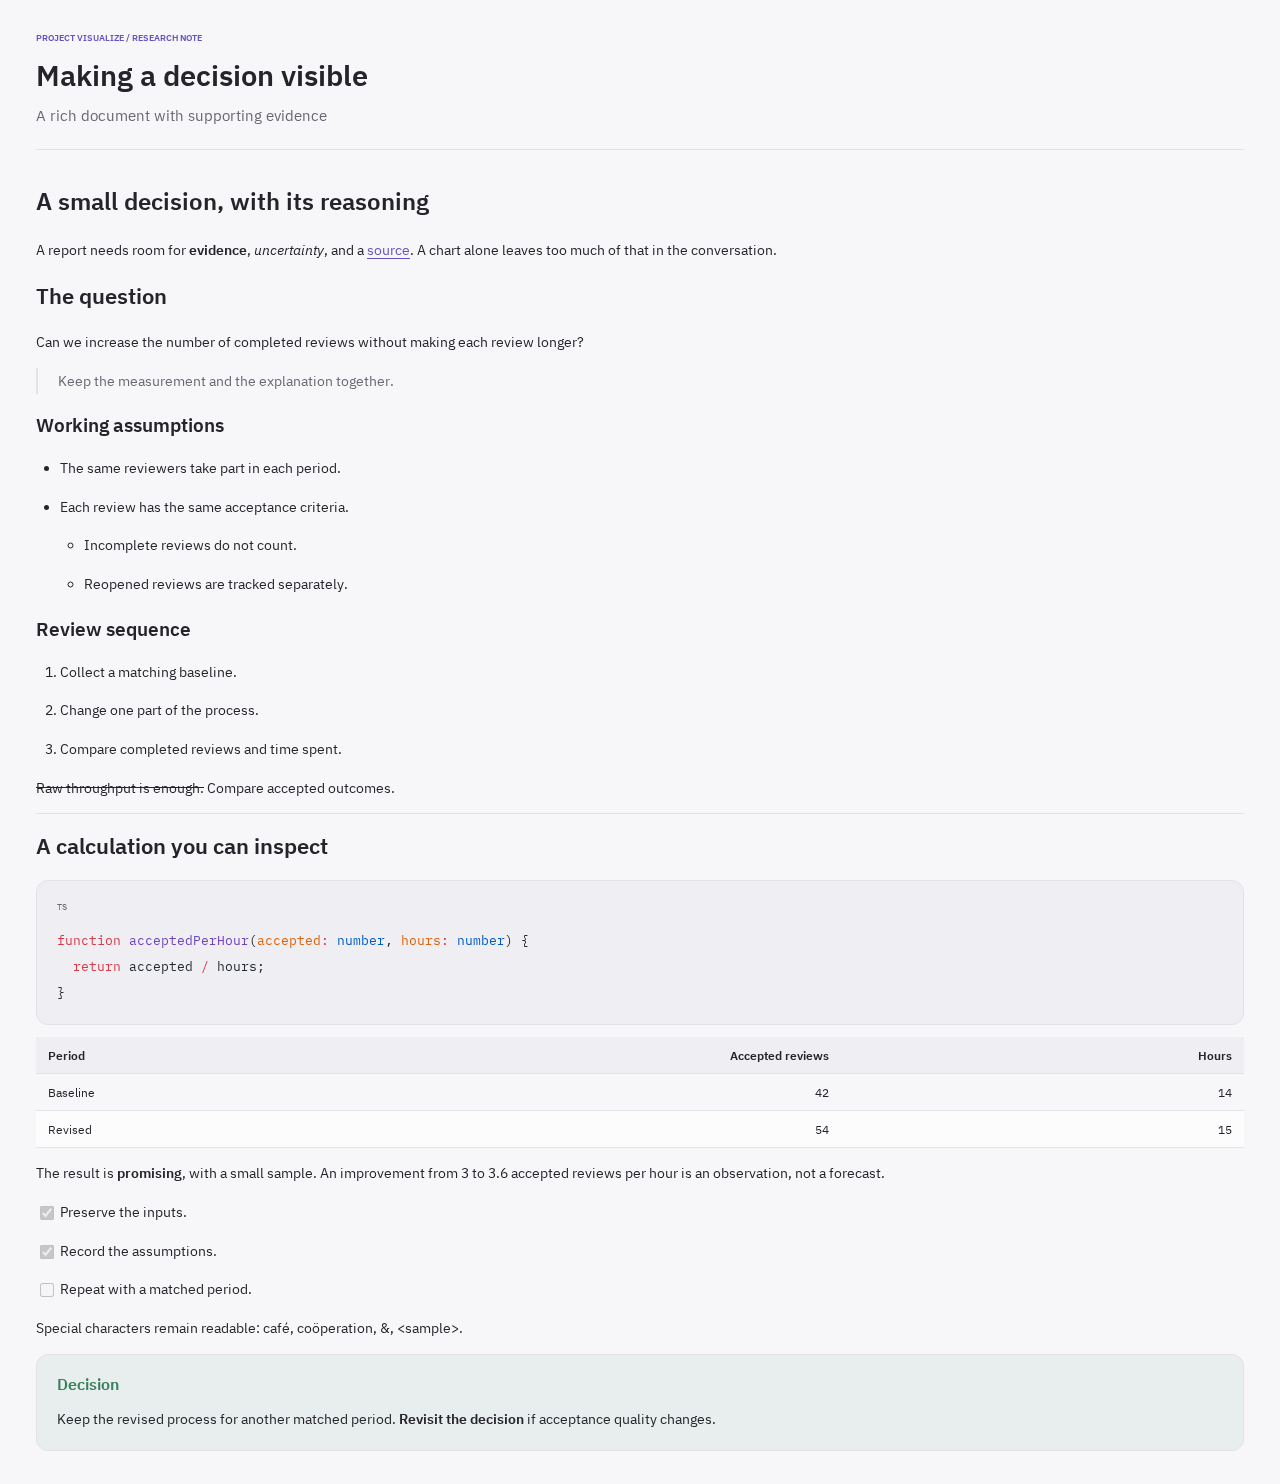 PROJECT VISUALIZE / RESEARCH NOTE
Making a decision visible
A rich document with supporting evidence
A small decision, with its reasoning
A report needs room for evidence, uncertainty, and a source. A chart alone leaves too much of that in the conversation.
The question
Can we increase the number of completed reviews without making each review longer?
Keep the measurement and the explanation together.
Working assumptions
• The same reviewers take part in each period.
• Each review has the same acceptance criteria.
◦ Incomplete reviews do not count.
◦ Reopened reviews are tracked separately.
Review sequence
1. Collect a matching baseline.
2. Change one part of the process.
3. Compare completed reviews and time spent.
Raw throughput is enough. Compare accepted outcomes.
A calculation you can inspect
TS
function acceptedPerHour(accepted: number, hours: number) {
  return accepted / hours;
}
Period Accepted reviews Hours
Baseline 42 14
Revised 54 15
The result is promising, with a small sample. An improvement from 3 to 3.6 accepted reviews per hour is an observation, not a forecast.
Preserve the inputs.
Record the assumptions.
Repeat with a matched period.
Special characters remain readable: café, coöperation, &, <sample>.
Decision
Keep the revised process for another matched period. Revisit the decision if acceptance quality changes.